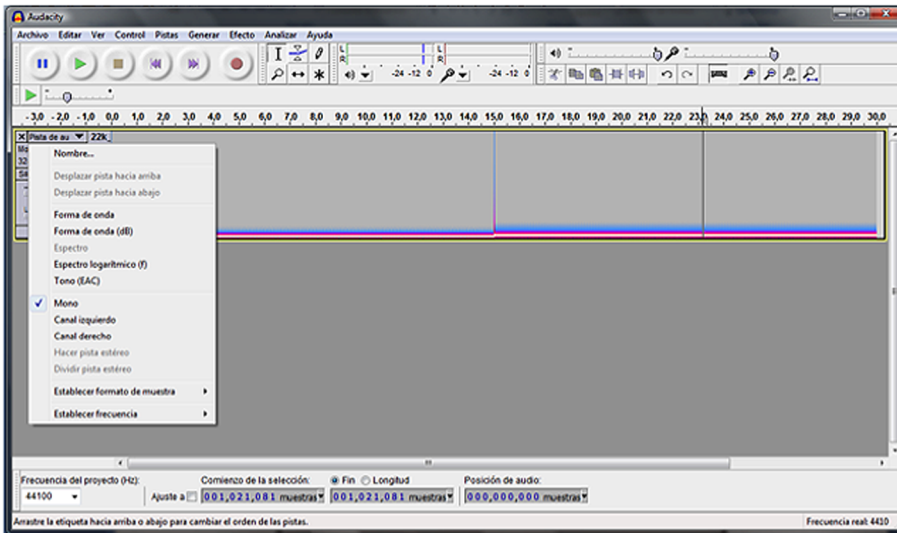 Audacity
Archivo Editar Ver Control Pistas Generar Efecto Analizar Ayuda
L
R
-24 -12 0
L
R
-24 -12 0
-3,0 -2,0 -1,0 0,0 1,0 2,0 3,0 4,0 5,0 6,0 7,0 8,0 9,0 10,0 11,0 12,0 13,0 14,0 15,0 16,0 17,0 18,0 19,0 20,0 21,0 22,0 23,0 24,0 25,0 26,0 27,0 28,0 29,0 30,0
Pista de au 22k
Nombre...
Desplazar pista hacia arriba
Desplazar pista hacia abajo
Forma de onda
Forma de onda (dB)
Espectro
Espectro logarítmico (f)
Tono (EAC)
Mono
Canal izquierdo
Canal derecho
Hacer pista estéreo
Dividir pista estéreo
Establecer formato de muestra
Establecer frecuencia
Frecuencia del proyecto (Hz): Comienzo de la selección: Fin Longitud Posición de audio:
44100 Ajuste a 001,021,081 muestras 001,021,081 muestras 000,000,000 muestras
Arrastre la etiqueta hacia arriba o abajo para cambiar el orden de las pistas. Frecuencia real: 4410